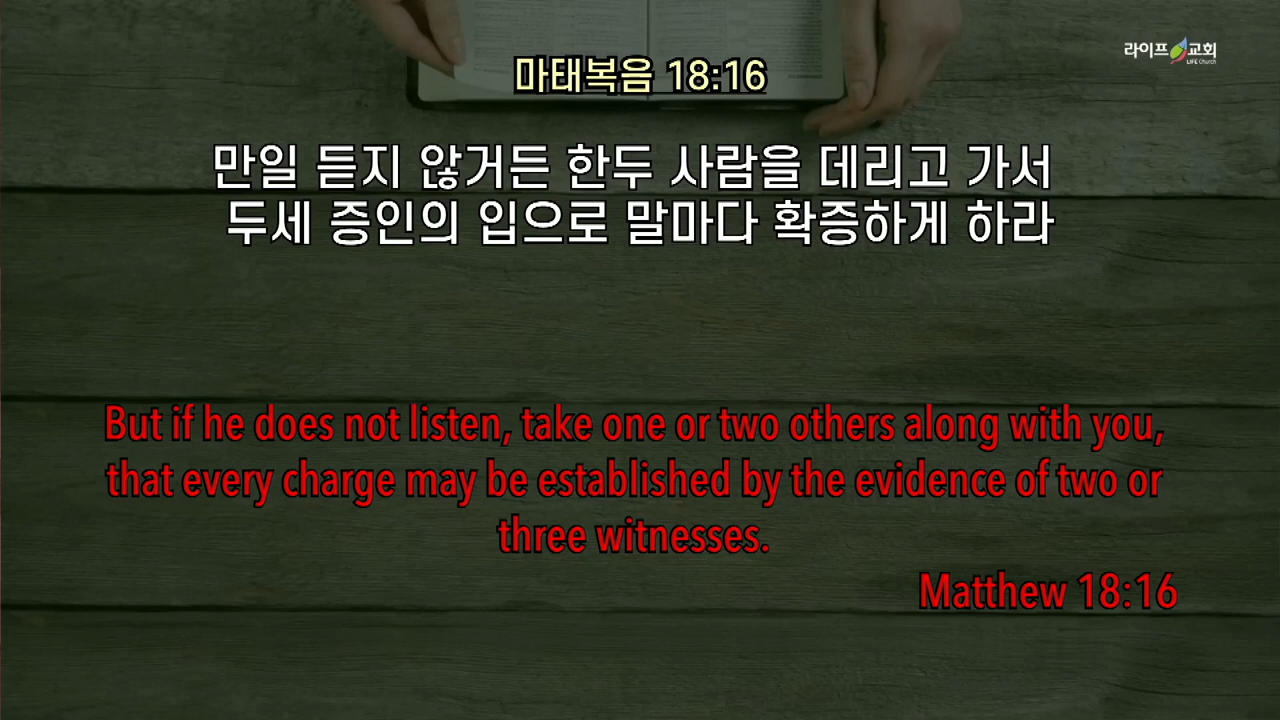 라이프 교회
LIFE Church
마태복음 18:16
만일 듣지 않거든 한두 사람을 데리고 가서
두세 증인의 입으로 말마다 확증하게 하라
But if he does not listen, take one or two others along with you,
that every charge may be established by the evidence of two or
three witnesses.
Matthew 18:16